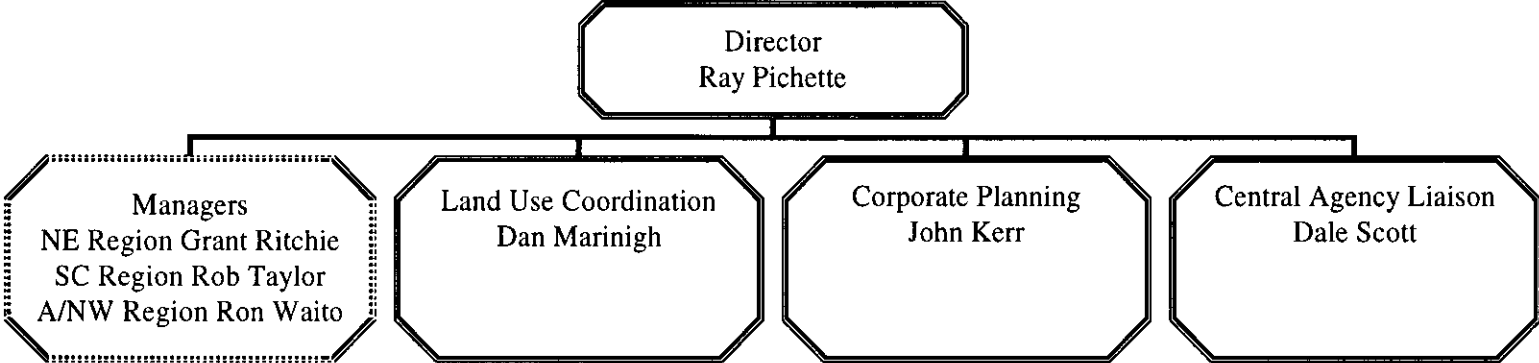 Director
Ray Pichette
Managers
NE Region Grant Ritchie
SC Region Rob Taylor
A/NW Region Ron Waito
Land Use Coordination
Dan Marinigh
Corporate Planning
John Kerr
Central Agency Liaison
Dale Scott